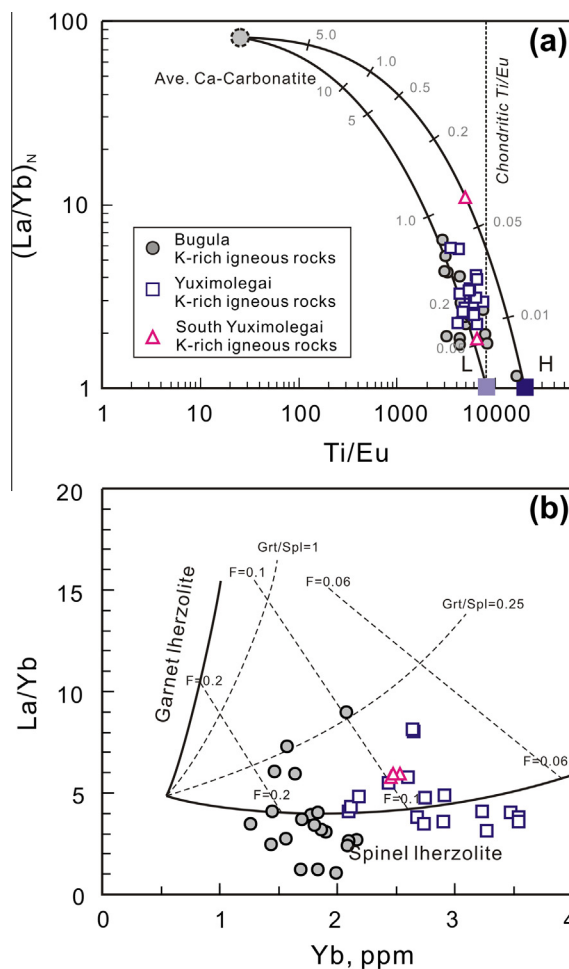 (a)
100
10
1
(La/Yb)N
Ave. Ca-Carbonatite
5.0
1.0
0.5
0.2
0.05
0.01
10
5
1.0
0.2
0.05
Chondritic Ti/Eu
Bugula
K-rich igneous rocks
Yuximolegai
K-rich igneous rocks
South Yuximolegai
K-rich igneous rocks
L
H
1
10
100
1000
10000
Ti/Eu
(b)
20
15
10
5
0
La/Yb
Garnet lherzolite
Grt/Spl=1
F=0.1
F=0.06
Grt/Spl=0.25
F=0.2
F=0.2
F=0.1
F=0.06
Spinel lherzolite
0
1
2
3
4
Yb, ppm